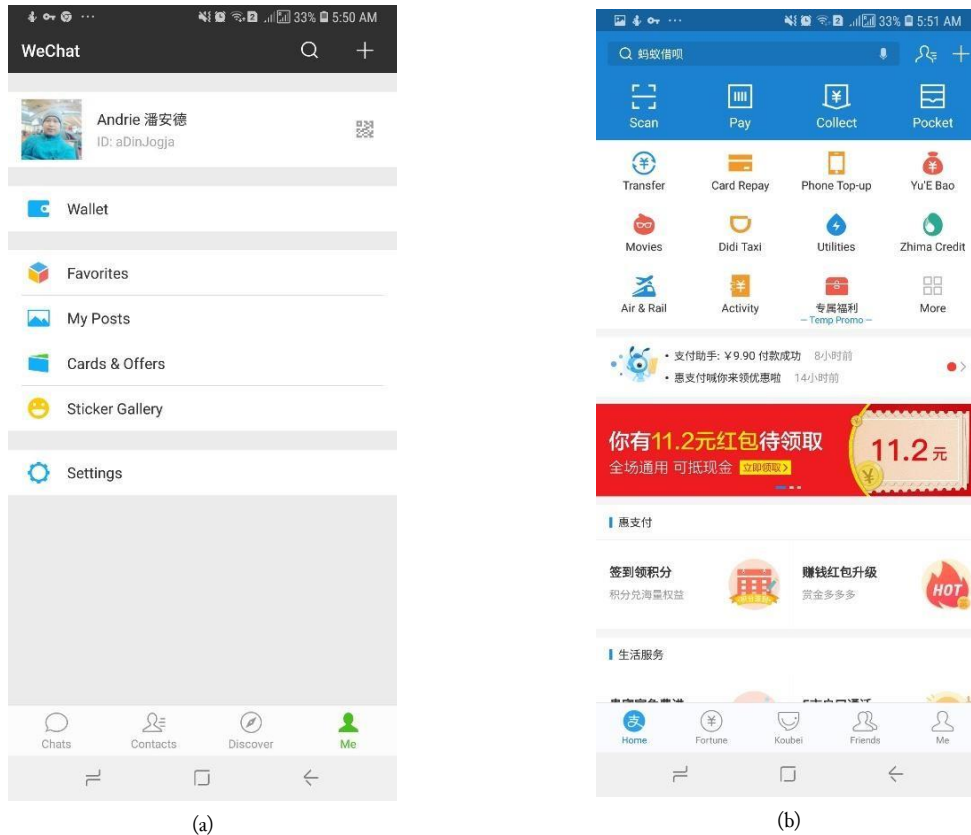 33% 5:50 AM
WeChat
Andrie 潘安德
ID: aDinJogja
Wallet
Favorites
My Posts
Cards & Offers
Sticker Gallery
Settings
Chats Contacts Discover Me
(a)
33% 5:51 AM
蚂蚁借呗
Scan Pay Collect Pocket
Transfer Card Repay Phone Top-up Yu'E Bao
Movies Didi Taxi Utilities Zhima Credit
Air & Rail Activity 专属福利 More
Temp Promo
• 支付助手: ¥9.90 付款成功 8小时前
• 惠支付喊你来领优惠啦 14小时前
你有11.2元红包待领取
11.2元
全场通用 可抵现金 立即领取>
惠支付
签到领积分 赚钱红包升级
积分兑海量权益 赏金多多多
HOT
生活服务
支
Home Fortune Koubei Friends Me
(b)